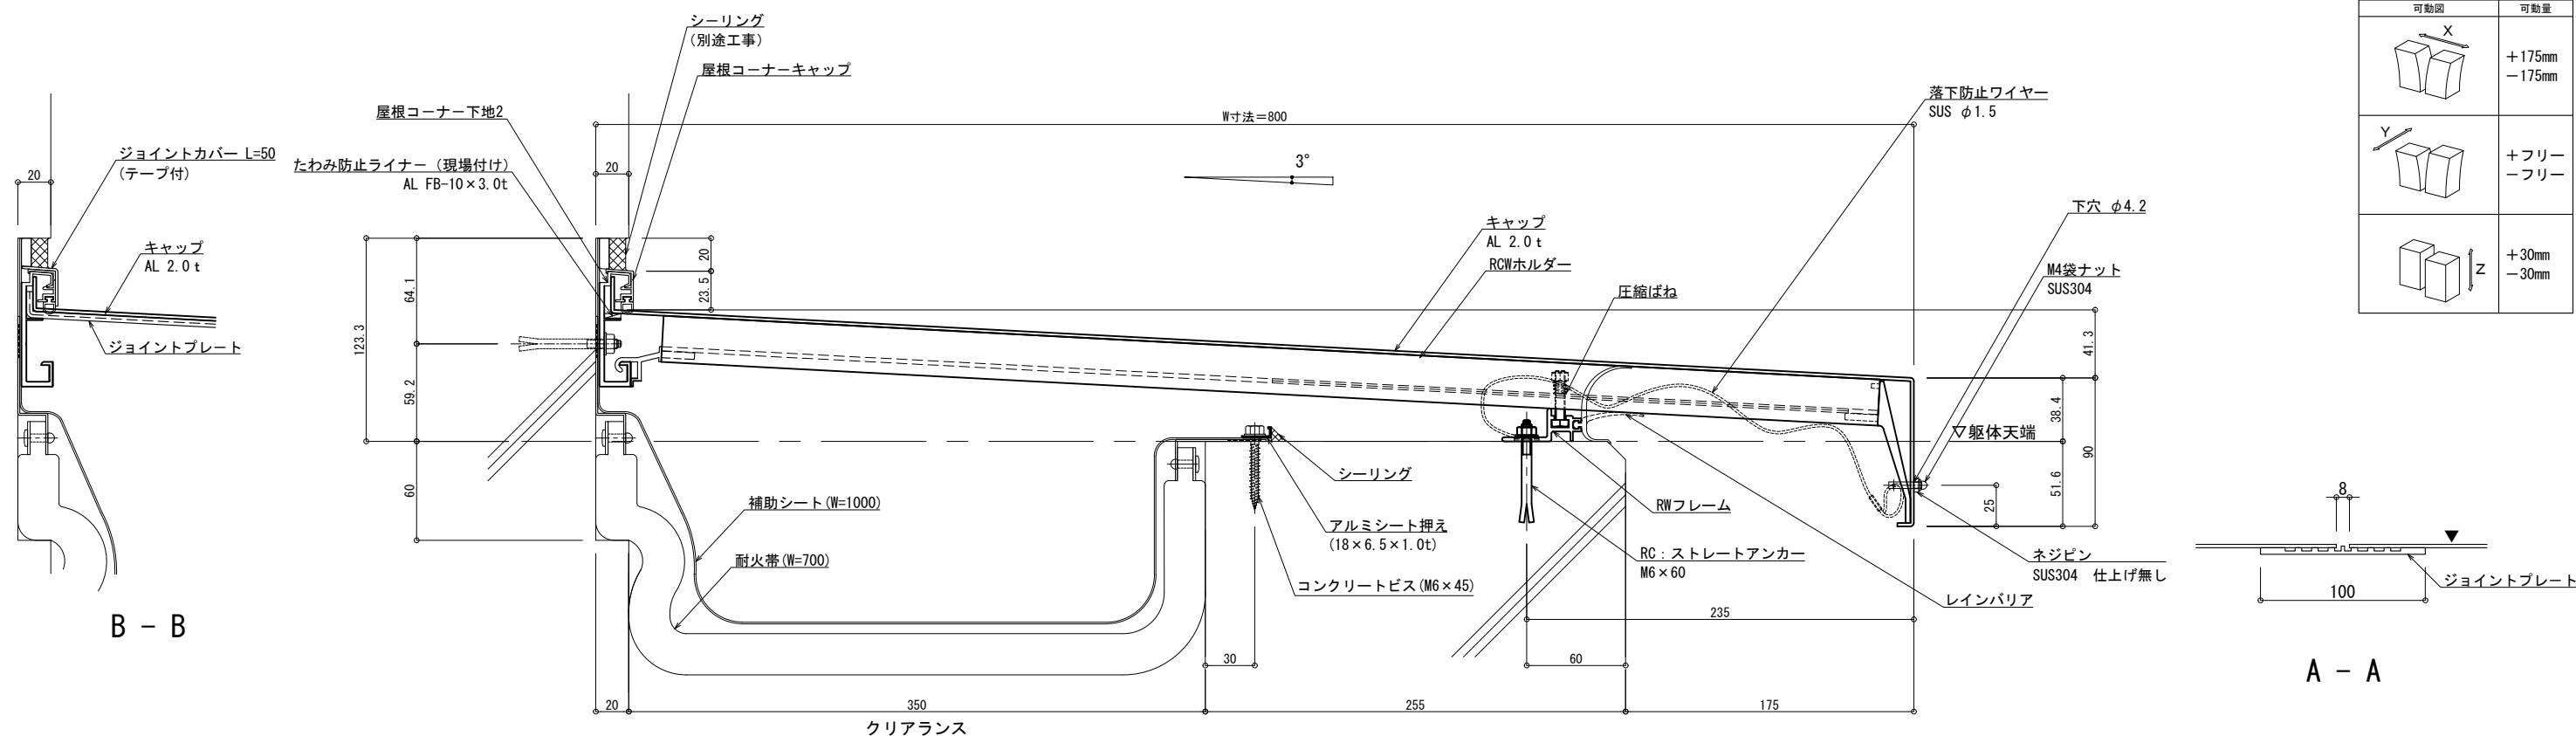 シーリング
(別途工事)
屋根コーナーキャップ
屋根コーナー下地2
ジョイントカバー L=50
(テープ付)
たわみ防止ライナー (現場付け)
AL FB-10×3.0t
20
キャップ
AL 2.0t
ジョイントプレート
B - B
W寸法=800
20
3°
落下防止ワイヤー
SUS φ1.5
キャップ
AL 2.0t
RCWホルダー
圧縮ばね
下穴 φ4.2
M4袋ナット
SUS304
20
23.5
64.1
123.3
59.2
60
41.3
38.4
▽躯体天端
90
51.6
25
シーリング
補助シート(W=1000)
アルミシート押え
(18×6.5×1.0t)
RWフレーム
耐火帯(W=700)
コンクリートビス(M6×45)
RC:ストレートアンカー
M6×60
ネジピン
SUS304 仕上げ無し
レインバリア
235
30
60
20
350
255
175
クリアランス
可動図
可動量
X
+175mm
-175mm
Y
+フリー
-フリー
Z
+30mm
-30mm
8
▼
ジョイントプレート
100
A - A